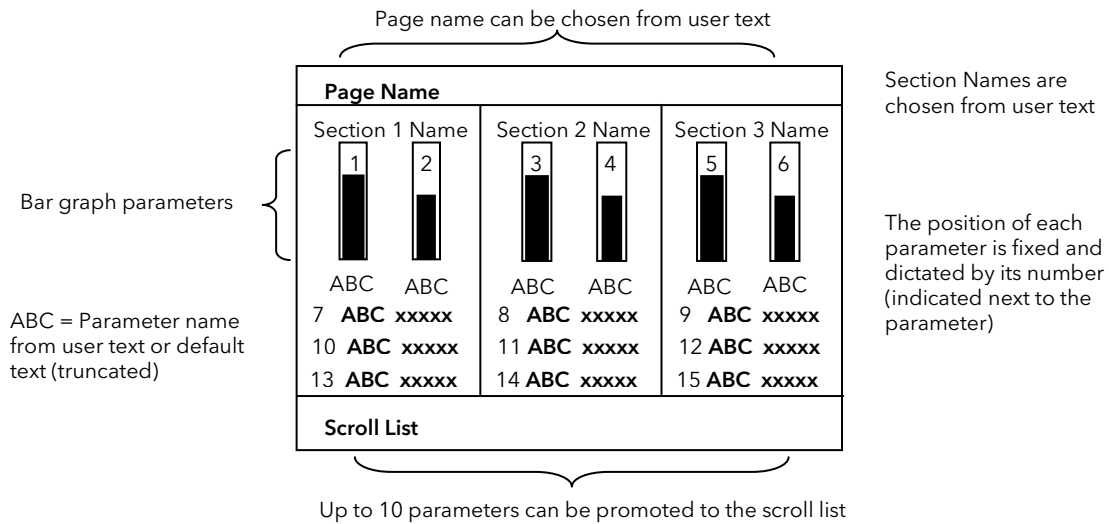 Page name can be chosen from user text
Page Name
Section 1 Name
Section 2 Name
Section 3 Name
1
2
3
4
5
6
ABC
ABC
ABC
ABC
ABC
ABC
7 ABC xxxxx
8 ABC xxxxx
9 ABC xxxxx
10 ABC xxxxx
11 ABC xxxxx
12 ABC xxxxx
13 ABC xxxxx
14 ABC xxxxx
15 ABC xxxxx
Scroll List
Up to 10 parameters can be promoted to the scroll list
Bar graph parameters
ABC = Parameter name
from user text or default
text (truncated)
Section Names are
chosen from user text
The position of each
parameter is fixed and
dictated by its number
(indicated next to the
parameter)